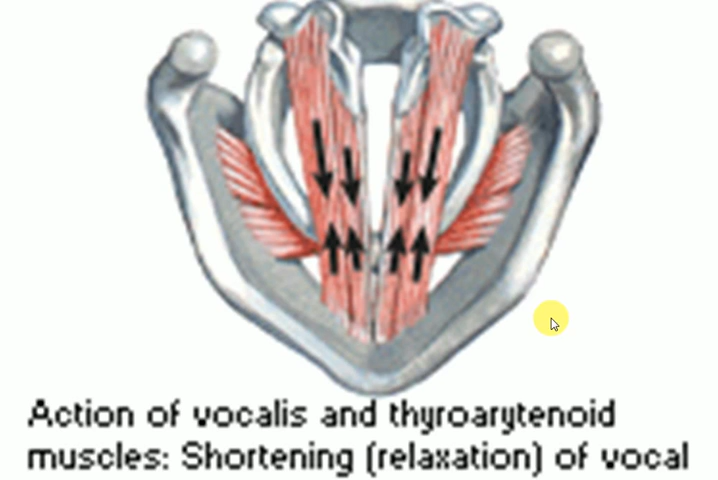 Action of vocalis and thyroarytenoid
muscles: Shortening (relaxation) of vocal